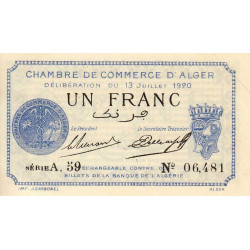 CHAMBRE DE COMMERCE D'ALGER
DÉLIBÉRATION DU 13 JUILLET 1920
UN FRANC
فرنك
Le Président
Le Secrétaire Trésorier
SÉRIE A. 59 Nº 06,481
ÉCHANGEABLE CONTRE
BILLETS DE LA BANQUE DE L'ALGÉRIE
IMP. J. CARBONEL ALGER